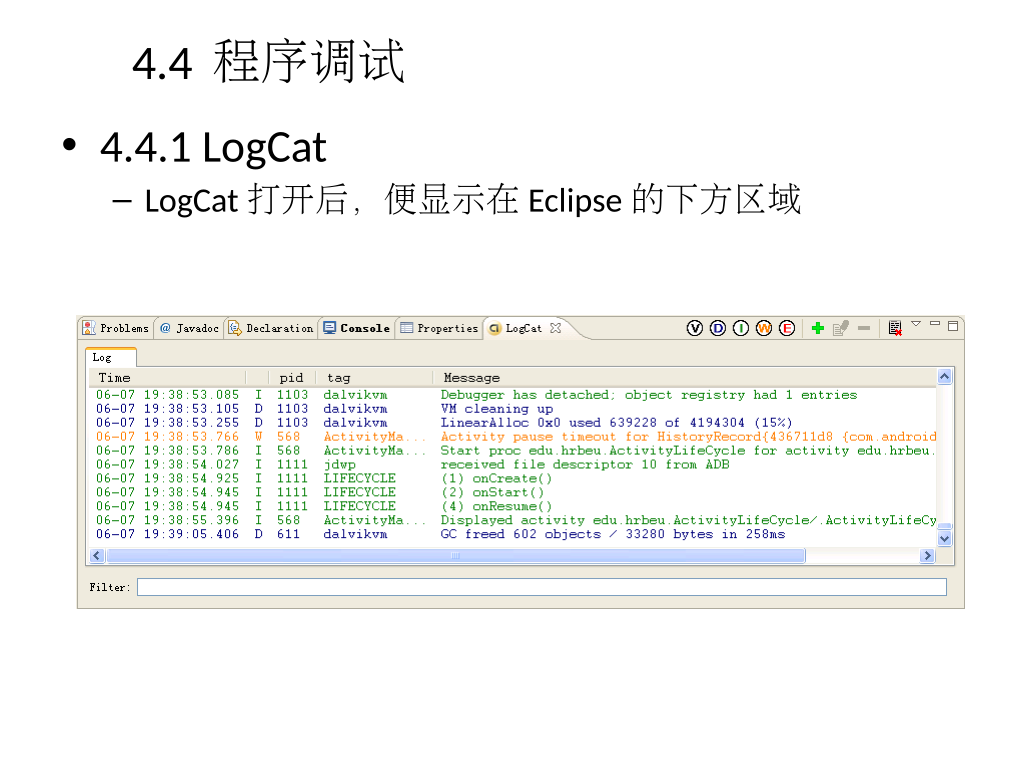 4.4 程序调试
• 4.4.1 LogCat
– LogCat 打开后，便显示在 Eclipse 的下方区域
Problems @ Javadoc Declaration Console Properties LogCat V D I W E
Log
Time pid tag Message
06-07 19:38:53.085 I 1103 dalvikvm Debugger has detached; object registry had 1 entries
06-07 19:38:53.105 D 1103 dalvikvm VM cleaning up
06-07 19:38:53.255 D 1103 dalvikvm LinearAlloc 0x0 used 639228 of 4194304 (15%)
06-07 19:38:53.766 W 568 ActivityMa... Activity pause timeout for HistoryRecord{436711d8 {com.android
06-07 19:38:53.786 I 568 ActivityMa... Start proc edu.hrbeu.ActivityLifeCycle for activity edu.hrbeu.
06-07 19:38:54.027 I 1111 jdwp received file descriptor 10 from ADB
06-07 19:38:54.925 I 1111 LIFECYCLE (1) onCreate()
06-07 19:38:54.945 I 1111 LIFECYCLE (2) onStart()
06-07 19:38:54.945 I 1111 LIFECYCLE (4) onResume()
06-07 19:38:55.396 I 568 ActivityMa... Displayed activity edu.hrbeu.ActivityLifeCycle/.ActivityLifeCy
06-07 19:39:05.406 D 611 dalvikvm GC freed 602 objects / 33280 bytes in 258ms
Filter: